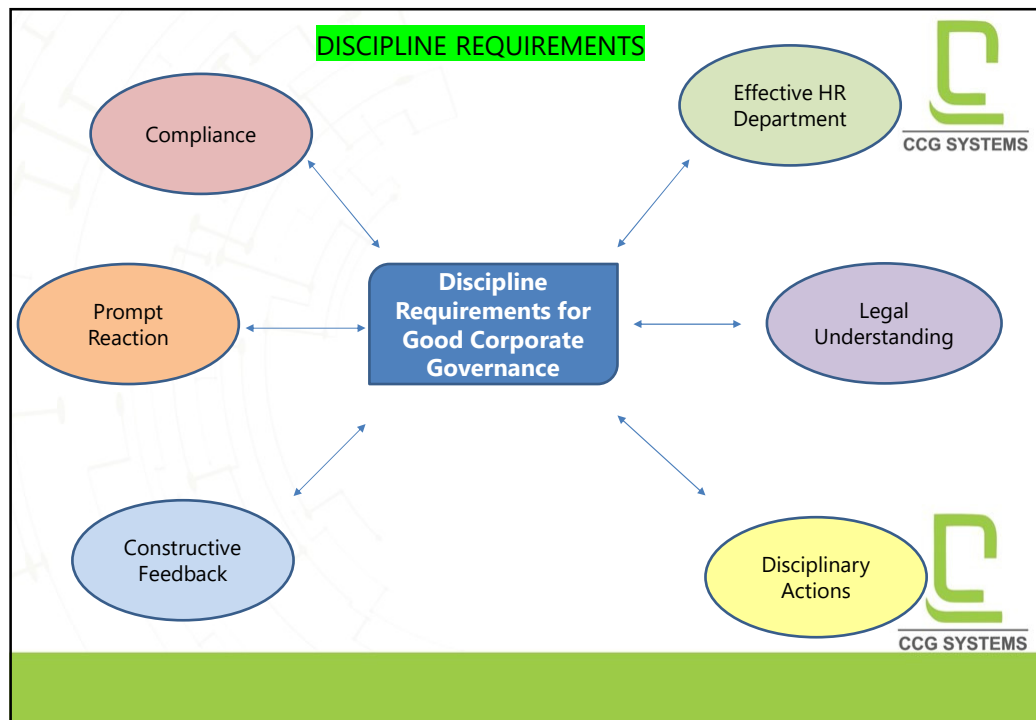 DISCIPLINE REQUIREMENTS
Compliance
Effective HR
Department
CCG SYSTEMS
Discipline
Requirements for
Good Corporate
Governance
Prompt
Reaction
Legal
Understanding
Constructive
Feedback
Disciplinary
Actions
CCG SYSTEMS